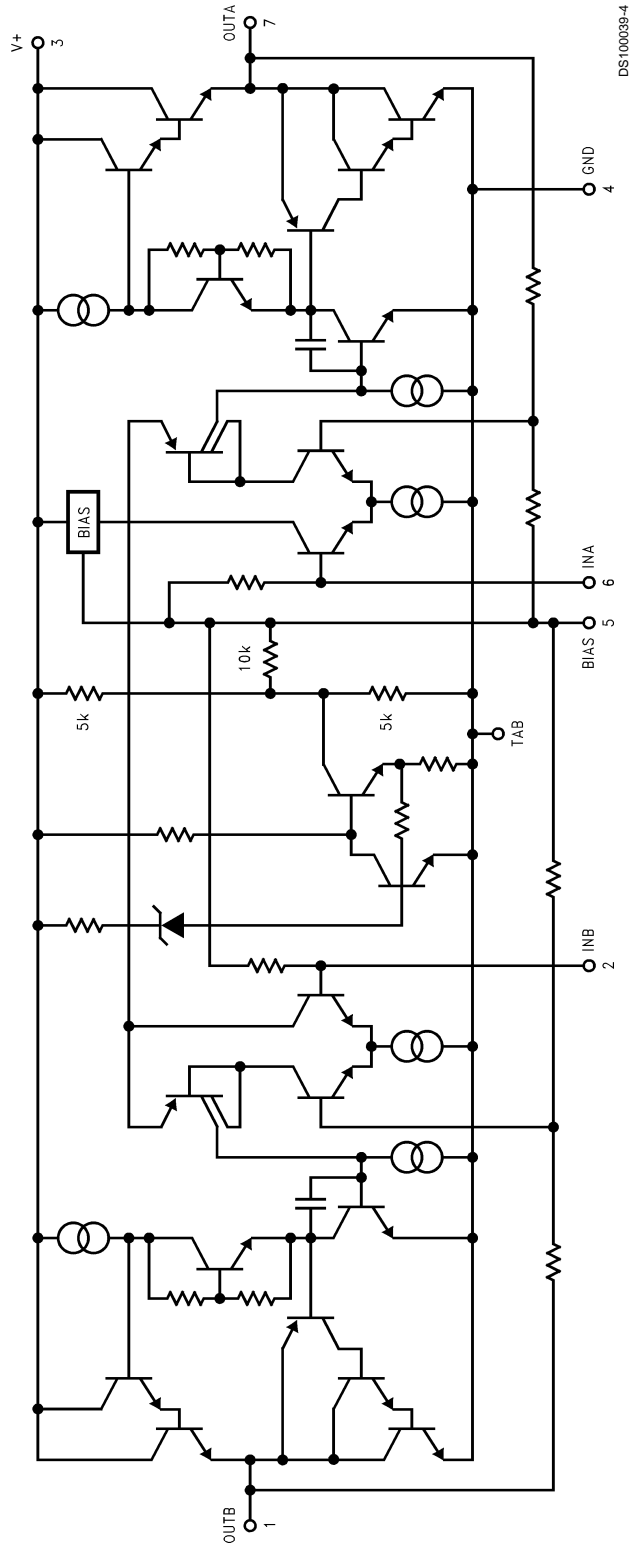 DS100039-4
V+
3
OUTA
7
GND
4
BIAS
INA
6
BIAS
5
10k
5k
5k
TAB
INB
2
OUTB
1